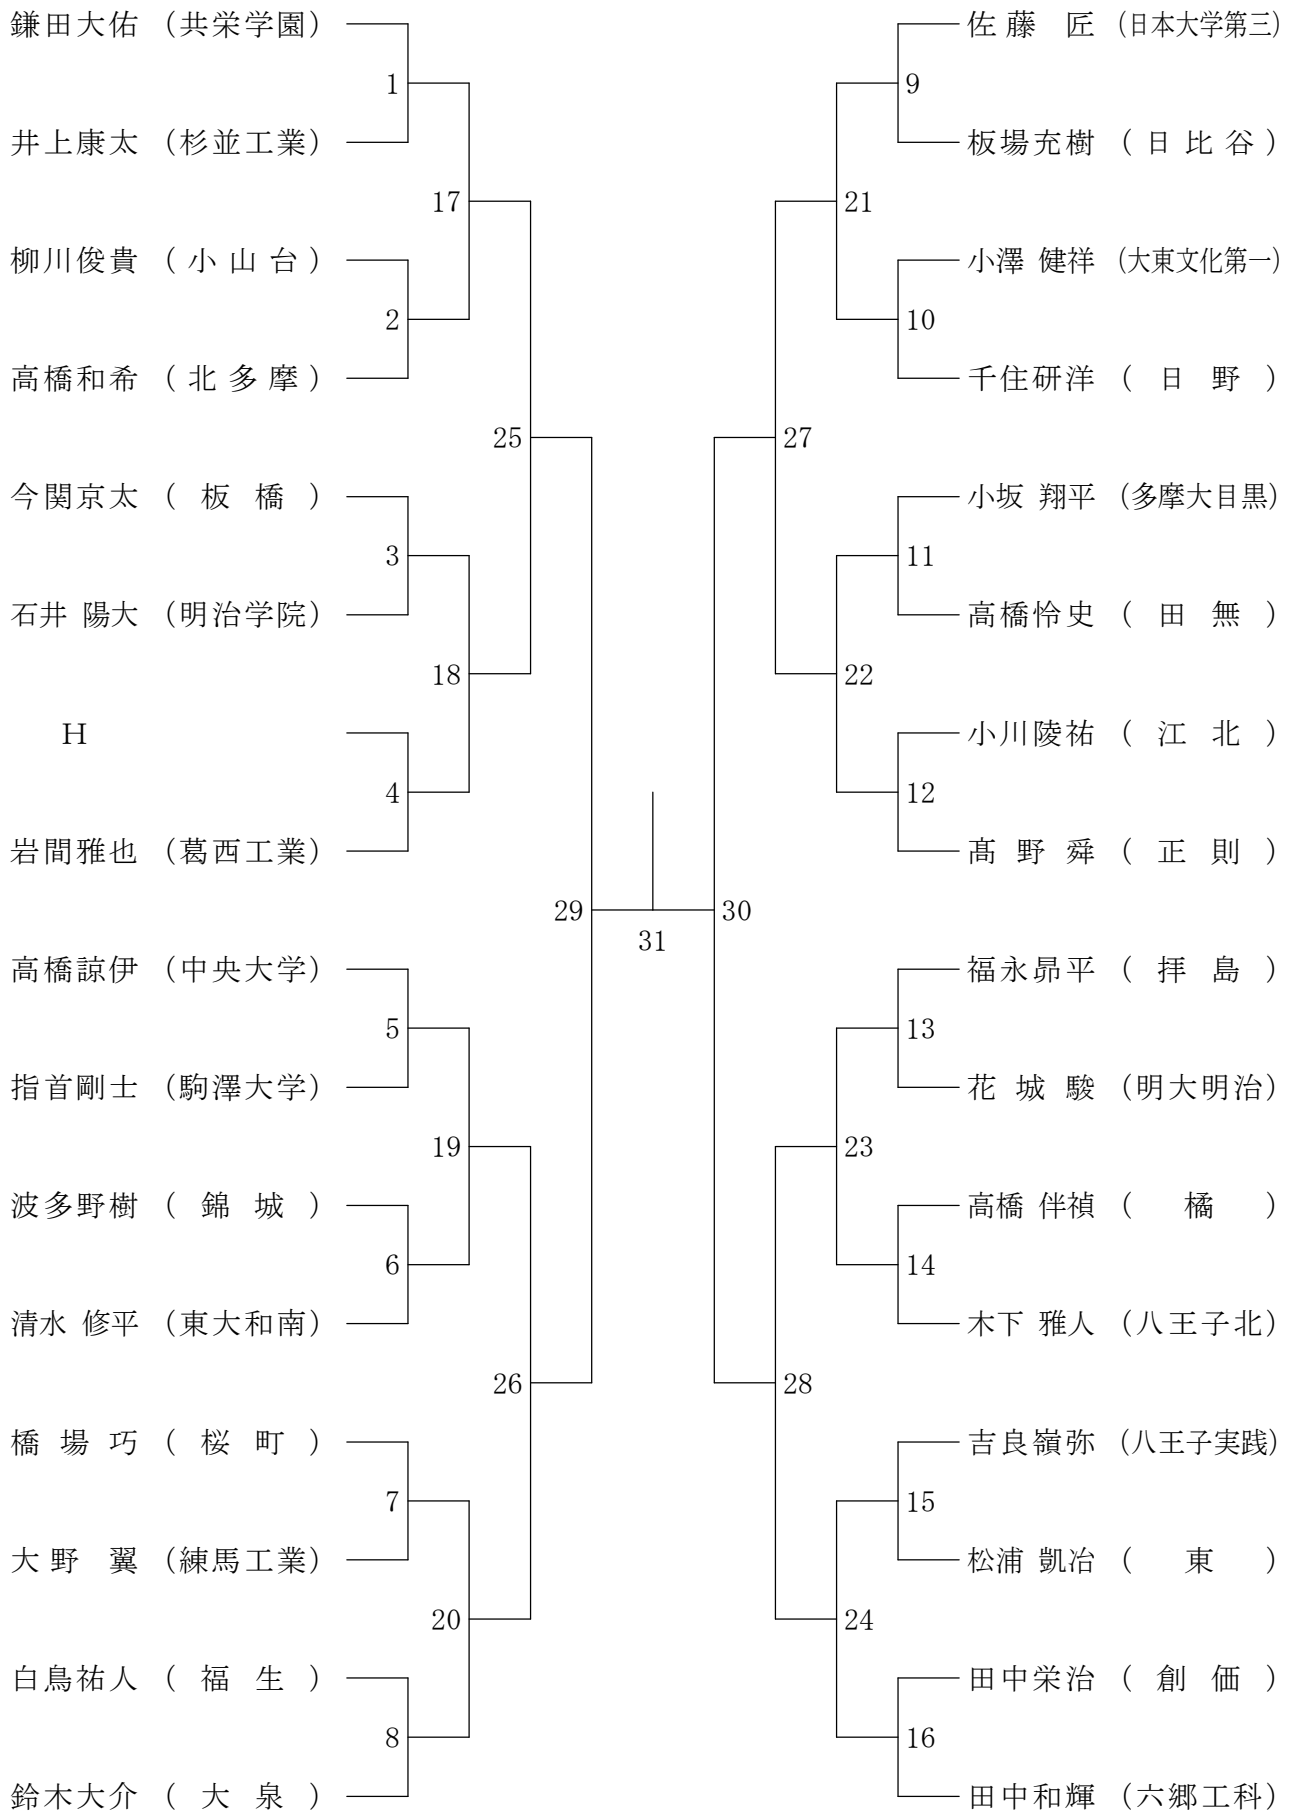 鎌田大佑 (共栄学園)
1
井上康太 (杉並工業)
17
柳川俊貴 (小山台)
2
高橋和希 (北多摩)
25
今関京太 (板橋)
3
石井 陽大 (明治学院)
18
H
4
岩間雅也 (葛西工業)
29
高橋諒伊 (中央大学)
5
指首剛士 (駒澤大学)
19
波多野樹 (錦城)
6
清水 修平 (東大和南)
26
橋場巧 (桜町)
7
大野 翼 (練馬工業)
20
白鳥祐人 (福生)
8
鈴木大介 (大泉)
31
佐藤 匠 (日本大学第三)
9
板場充樹 (日比谷)
21
小澤 健祥 (大東文化第一)
10
千住研洋 (日野)
27
小坂 翔平 (多摩大目黒)
11
高橋怜史 (田無)
22
小川陵祐 (江北)
12
髙野舜 (正則)
30
福永昴平 (拝島)
13
花城駿 (明大明治)
23
高橋 伴禎 (橘)
14
木下 雅人 (八王子北)
28
吉良嶺弥 (八王子実践)
15
松浦 凱冶 (東)
24
田中栄治 (創価)
16
田中和輝 (六郷工科)